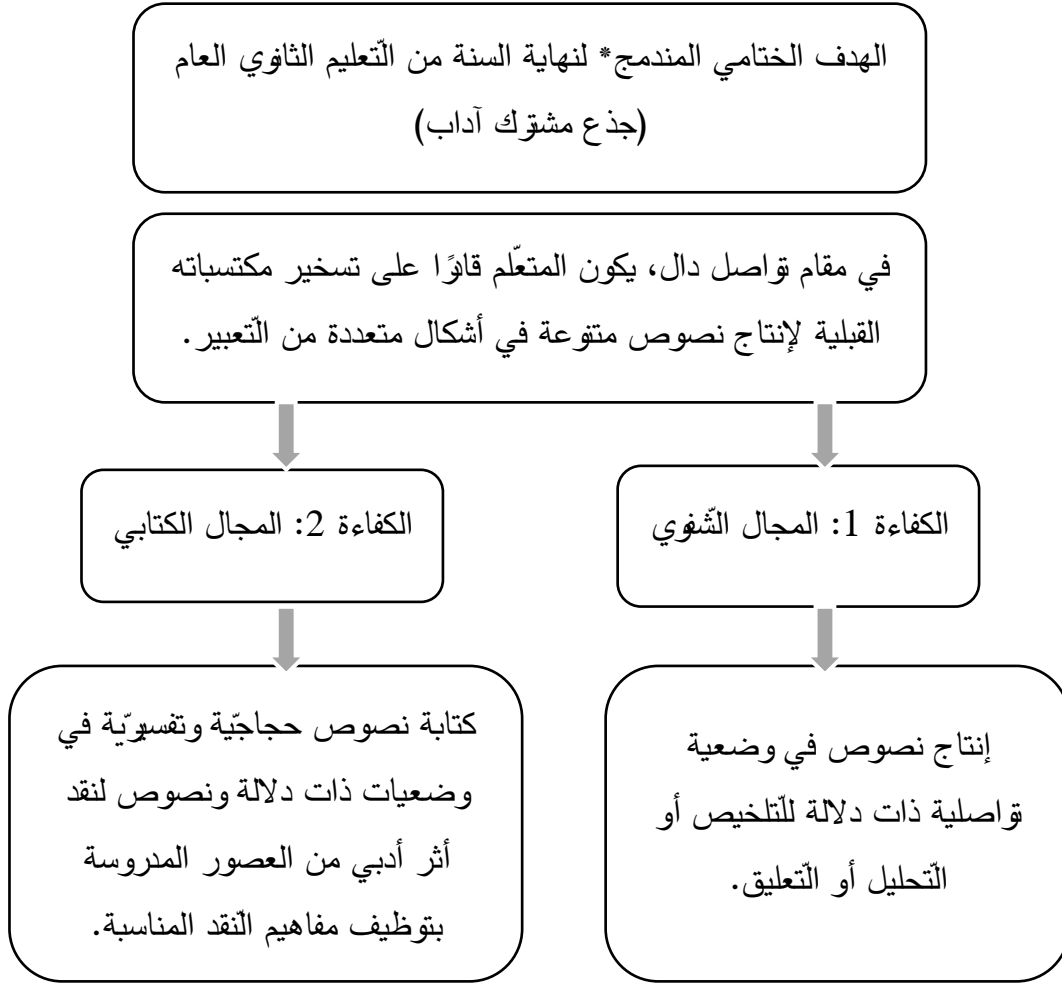 الهدف الختامي المندمج* لنهاية السنة من التّعليم الثانوي العام
(جذع مشترك آداب)
في مقام تواصل دال، يكون المتعلّم قادرًا على تسخير مكتسباته
القبلية لإنتاج نصوص متنوعة في أشكال متعددة من التّعبير.
الكفاءة 1: المجال الشّفوي
الكفاءة 2: المجال الكتابي
إنتاج نصوص في وضعية
تواصلية ذات دلالة للتّلخيص أو
التّحليل أو التّعليق.
كتابة نصوص حجاجيّة وتفسيريّة في
وضعيات ذات دلالة ونصوص لنقد
أثر أدبي من العصور المدروسة
بتوظيف مفاهيم النّقد المناسبة.